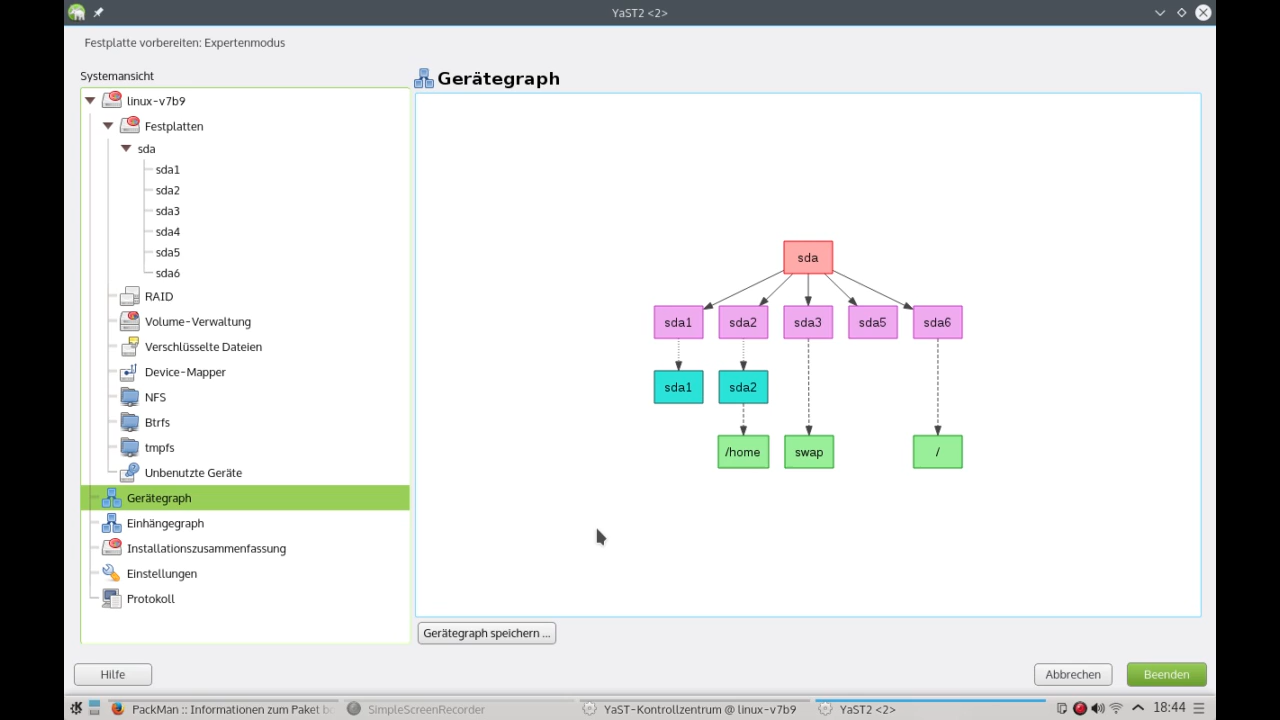 YaST2 <2>
Festplatte vorbereiten: Expertenmodus
Systemansicht
linux-v7b9
Festplatten
sda
sda1
sda2
sda3
sda4
sda5
sda6
RAID
Volume-Verwaltung
Verschlüsselte Dateien
Device-Mapper
NFS
Btrfs
tmpfs
Unbenutzte Geräte
Gerätegraph
Einhängegraph
Installationszusammenfassung
Einstellungen
Protokoll
Gerätegraph
sda
sda1 sda2 sda3 sda5 sda6
sda1 sda2
/home swap /
Gerätegraph speichern ...
Hilfe
Abbrechen Beenden
PackMan :: Informationen zum Paket SimpleScreenRecorder YaST-Kontrollzentrum @ linux-v7b9 YaST2 <2> 18:44